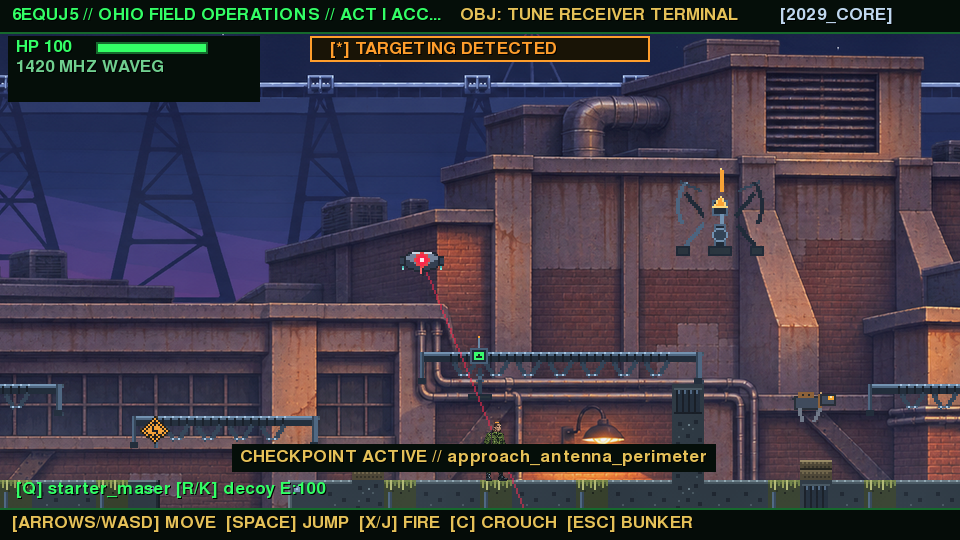 6EQUJ5 // OHIO FIELD OPERATIONS // ACT I ACC... OBJ: TUNE RECEIVER TERMINAL [2029_CORE]
HP 100
[*] TARGETING DETECTED
1420 MHZ WAVEG
CHECKPOINT ACTIVE // approach_antenna_perimeter
[Q] starter_maser [R/K] decoy E:100
[ARROWS/WASD] MOVE [SPACE] JUMP [X/J] FIRE [C] CROUCH [ESC] BUNKER